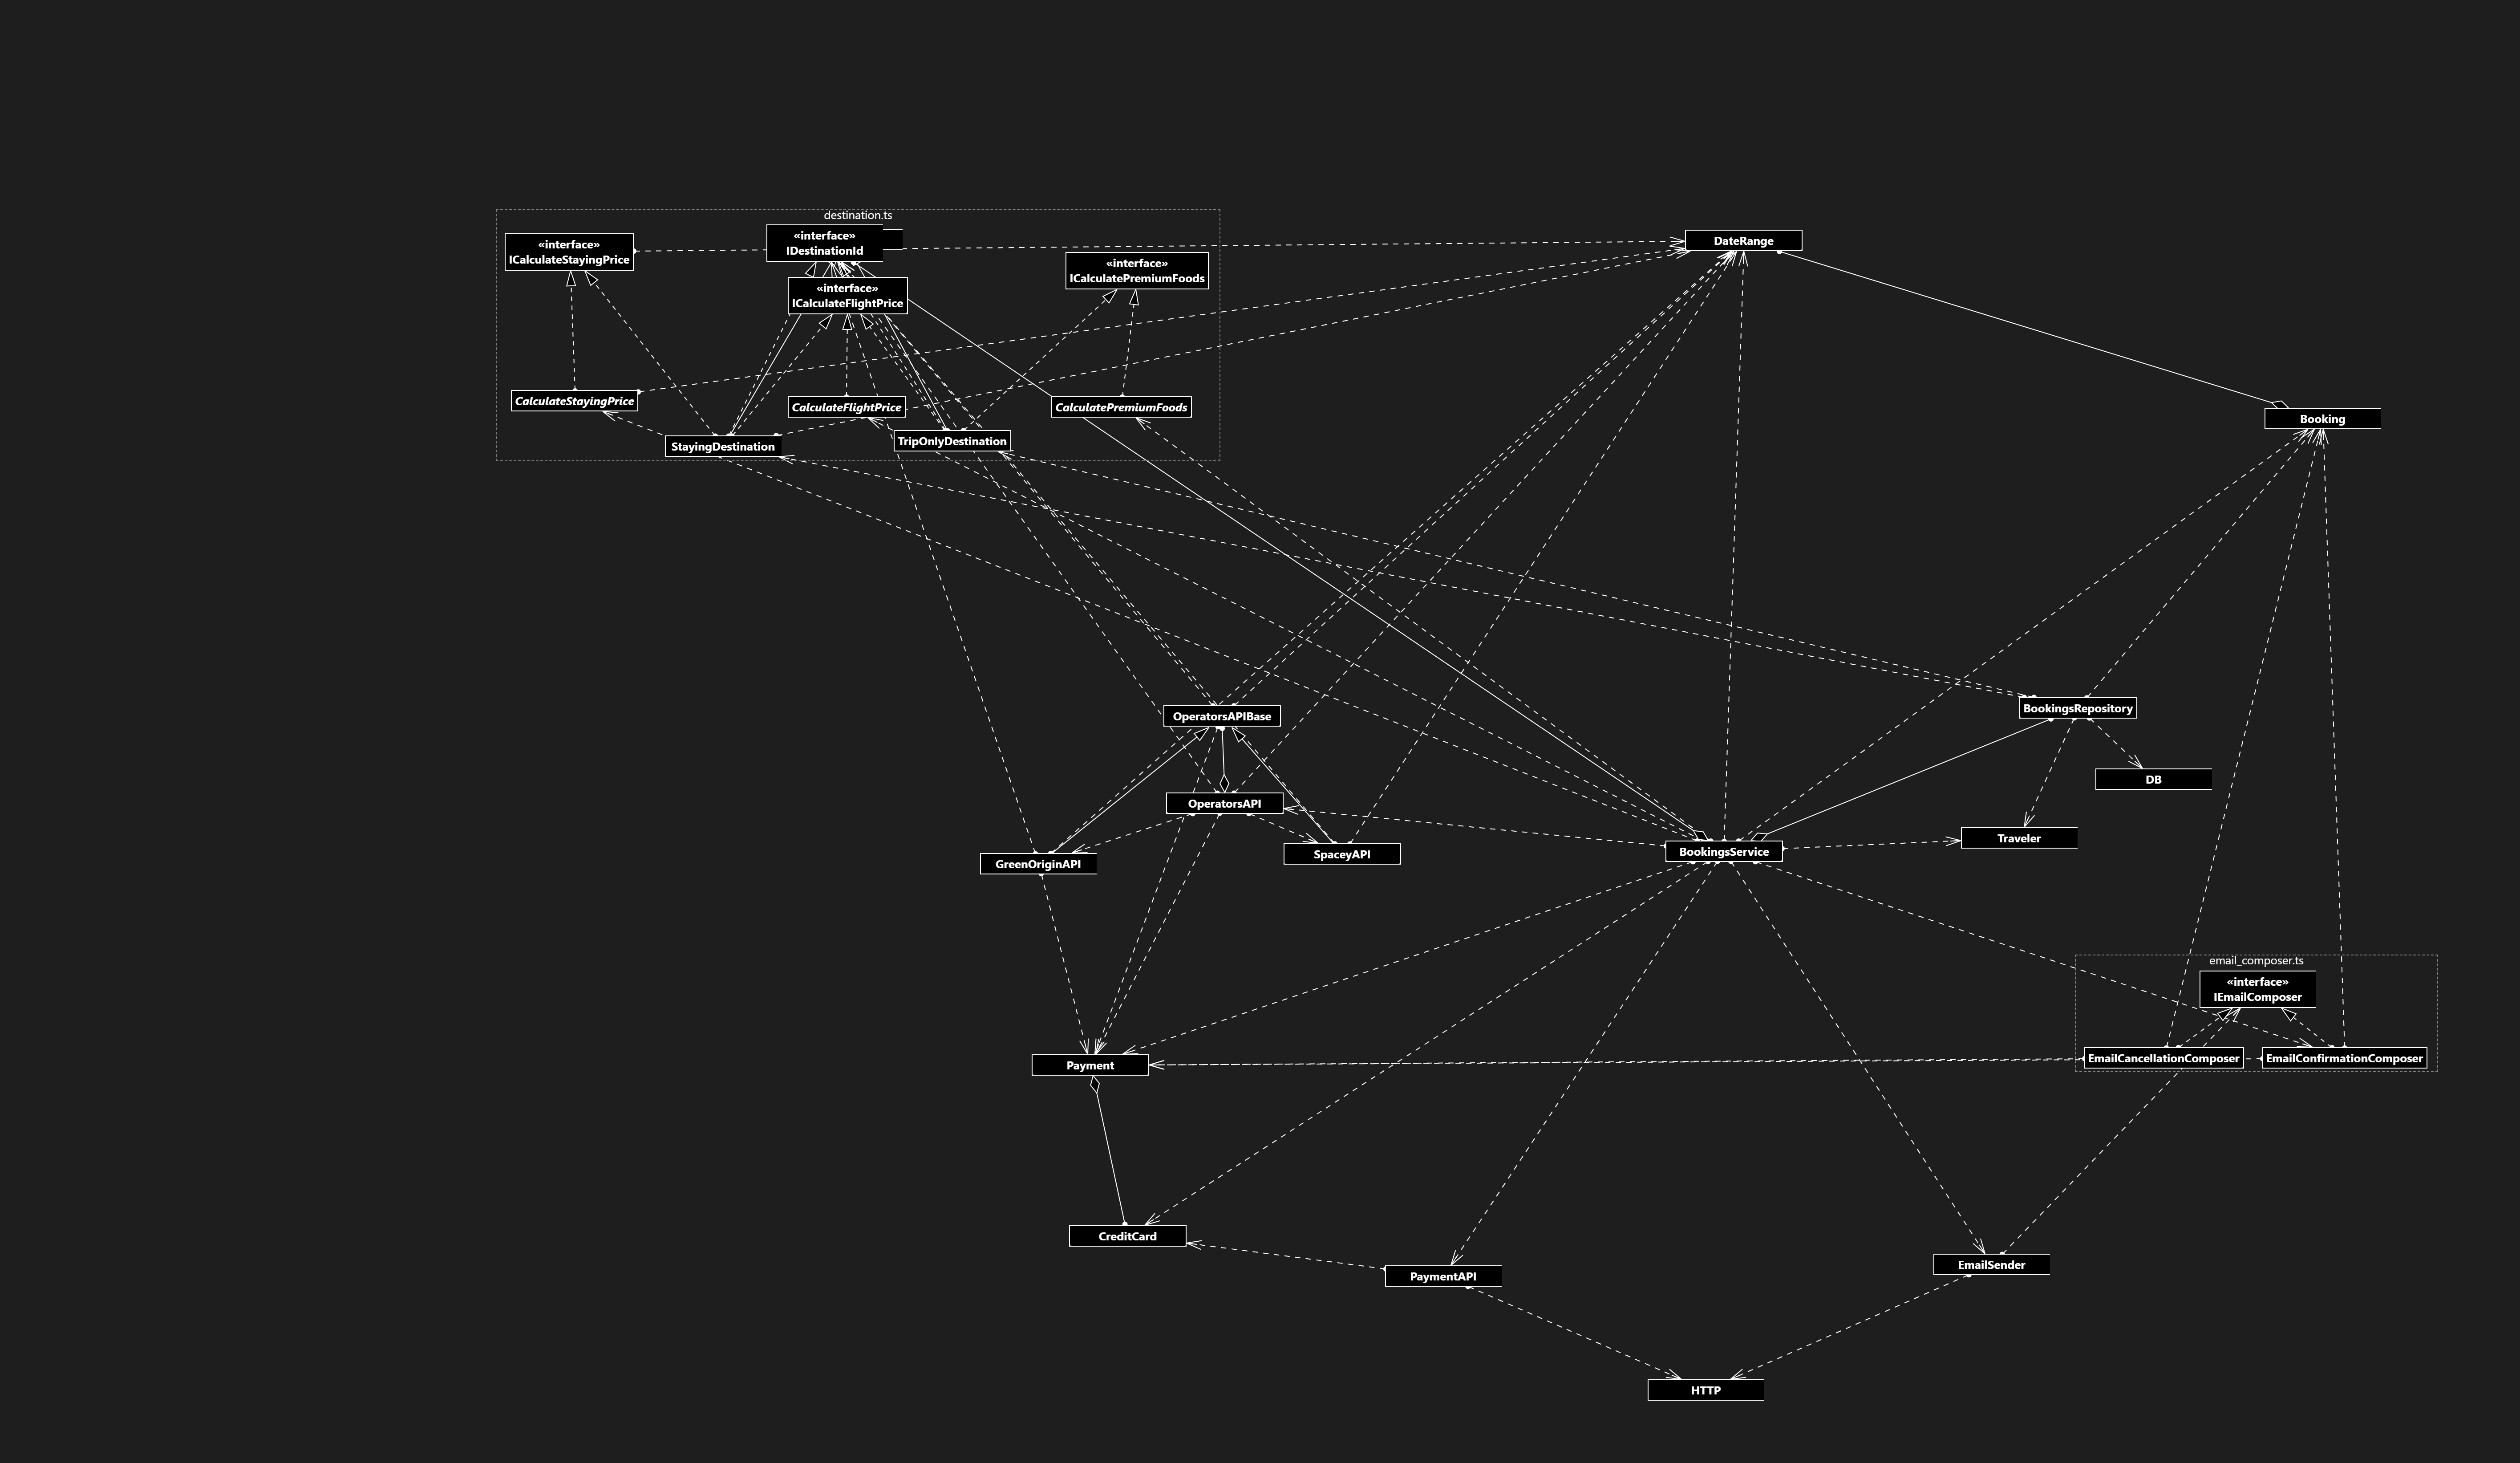 destination.ts
«interface»
IDestinationId
DateRange
«interface»
ICalculateStayingPrice
«interface»
ICalculatePremiumFoods
«interface»
ICalculateFlightPrice
CalculateStayingPrice
CalculateFlightPrice
CalculatePremiumFoods
Booking
StayingDestination
TripOnlyDestination
OperatorsAPIBase
BookingsRepository
DB
OperatorsAPI
Traveler
GreenOriginAPI
SpaceyAPI
BookingsService
email_composer.ts
«interface»
IEmailComposer
Payment
EmailCancellationComposer
EmailConfirmationComposer
CreditCard
PaymentAPI
EmailSender
HTTP